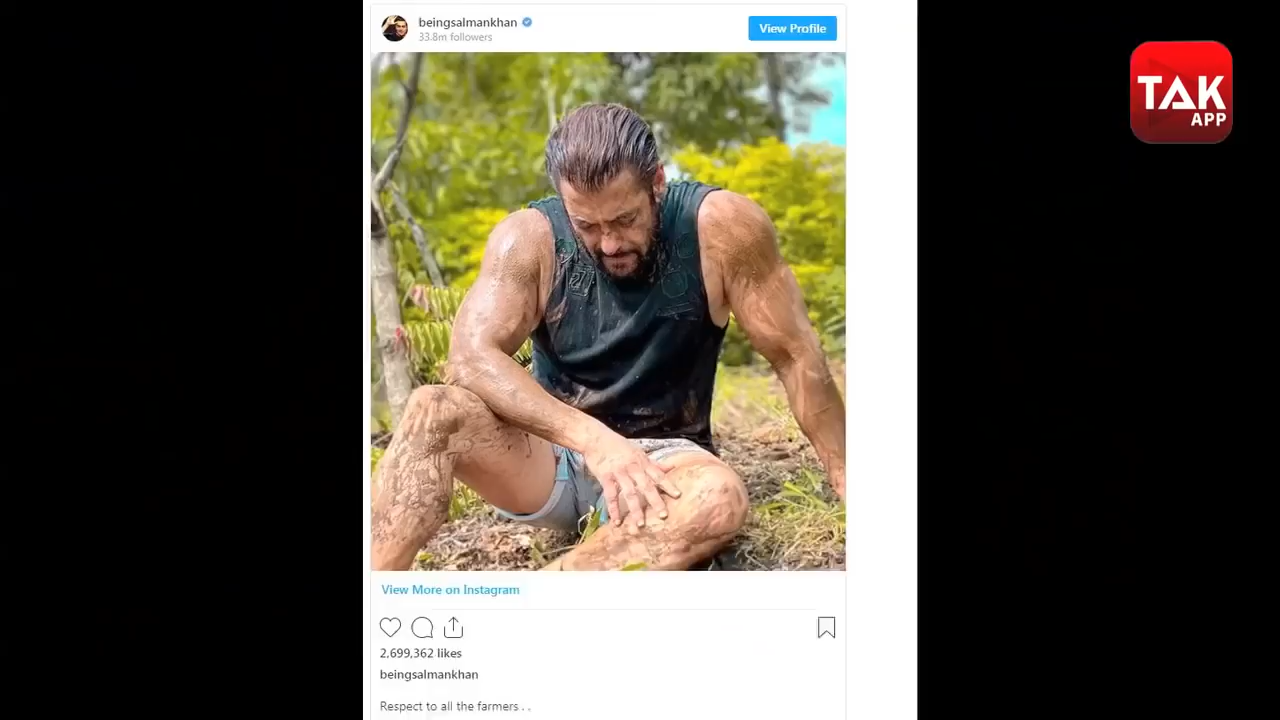 beingsalmankhan
33.8m followers
View Profile
TAK
APP
View More on Instagram
2,699,362 likes
beingsalmankhan
Respect to all the farmers . .